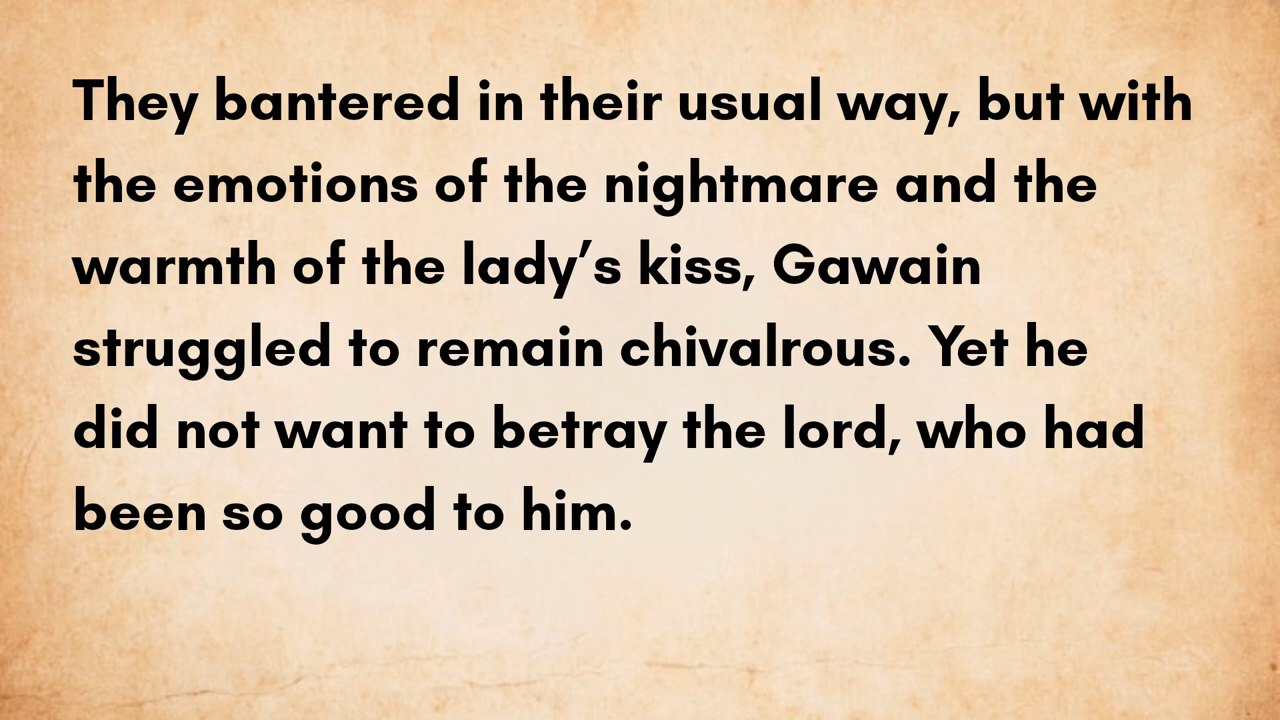 They bantered in their usual way, but with
the emotions of the nightmare and the
warmth of the lady’s kiss, Gawain
struggled to remain chivalrous. Yet he
did not want to betray the lord, who had
been so good to him.